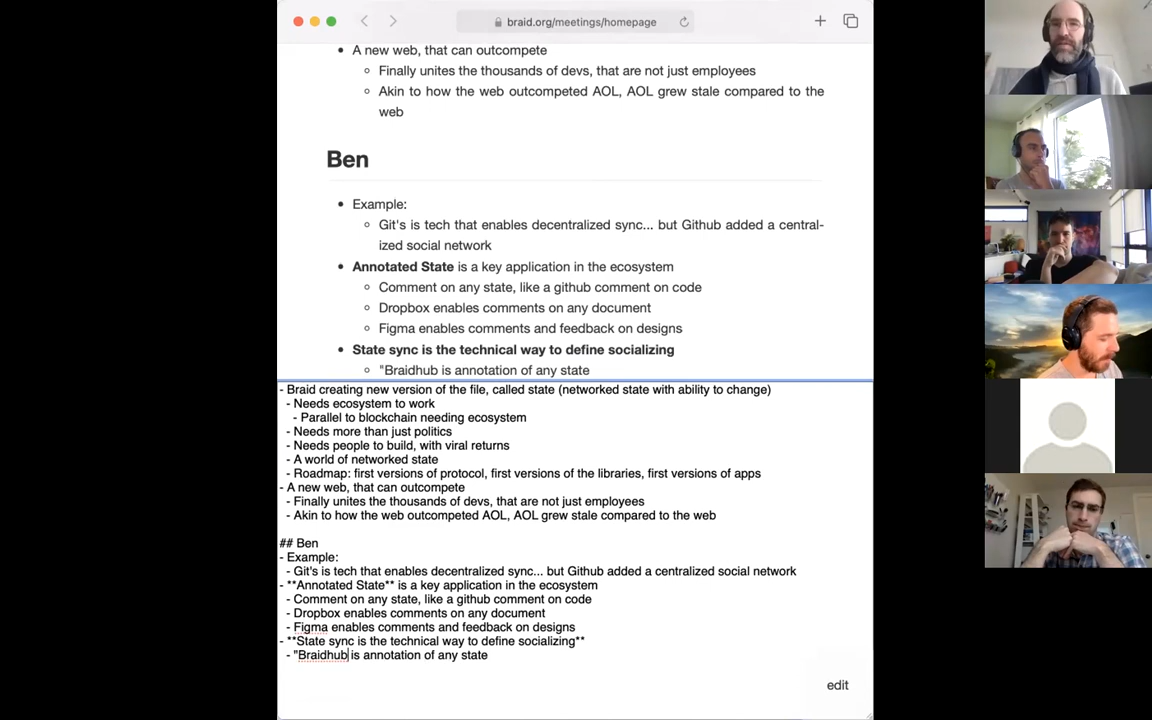 braid.org/meetings/homepage
• A new web, that can outcompete
◦ Finally unites the thousands of devs, that are not just employees
◦ Akin to how the web outcompeted AOL, AOL grew stale compared to the
web
Ben
• Example:
◦ Git's is tech that enables decentralized sync... but Github added a central-
ized social network
• Annotated State is a key application in the ecosystem
◦ Comment on any state, like a github comment on code
◦ Dropbox enables comments on any document
◦ Figma enables comments and feedback on designs
• State sync is the technical way to define socializing
◦ "Braidhub is annotation of any state
- Braid creating new version of the file, called state (networked state with ability to change)
- Needs ecosystem to work
- Parallel to blockchain needing ecosystem
- Needs more than just politics
- Needs people to build, with viral returns
- A world of networked state
- Roadmap: first versions of protocol, first versions of the libraries, first versions of apps
- A new web, that can outcompete
- Finally unites the thousands of devs, that are not just employees
- Akin to how the web outcompeted AOL, AOL grew stale compared to the web
## Ben
- Example:
- Git's is tech that enables decentralized sync... but Github added a centralized social network
- **Annotated State** is a key application in the ecosystem
- Comment on any state, like a github comment on code
- Dropbox enables comments on any document
- Figma enables comments and feedback on designs
- **State sync is the technical way to define socializing**
- "Braidhub is annotation of any state
edit